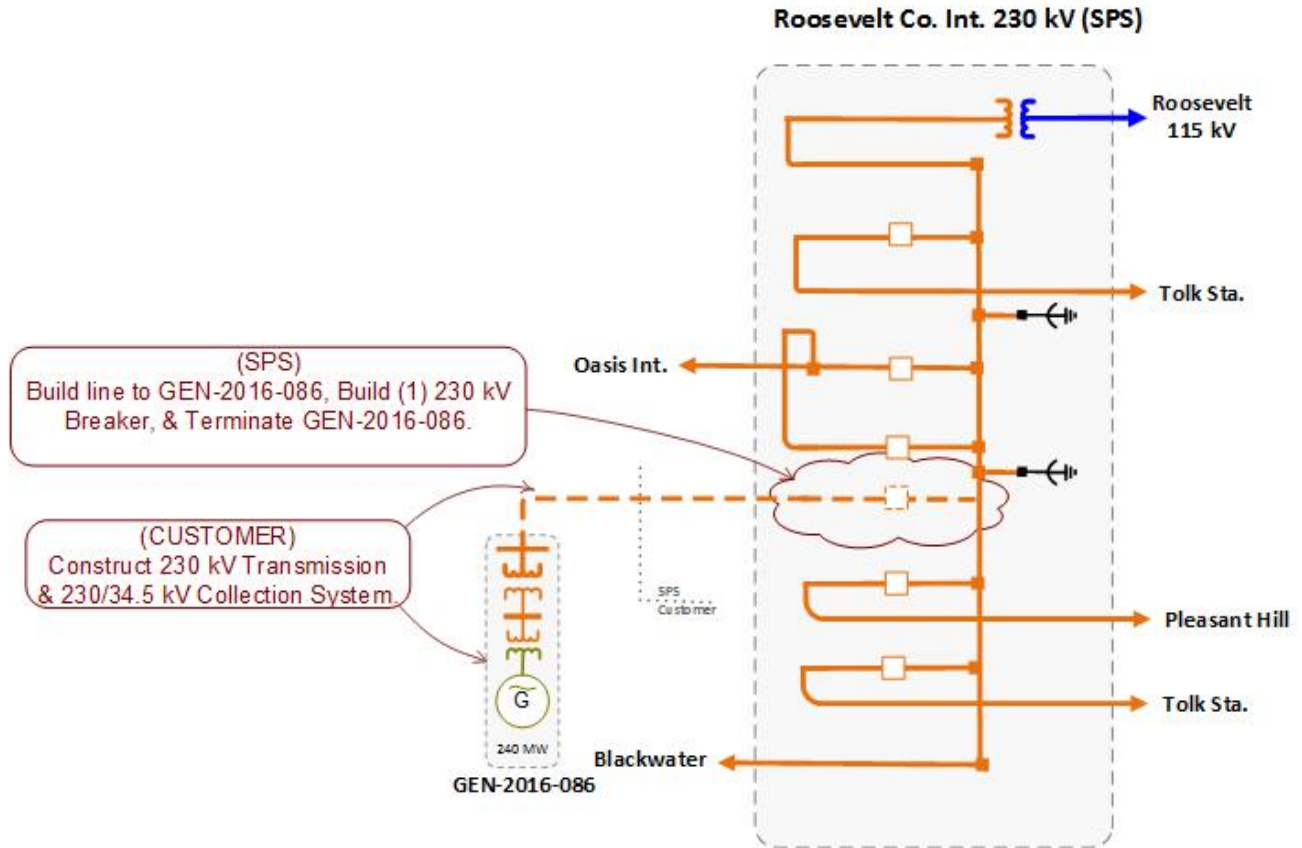 Roosevelt Co. Int. 230 kV (SPS)
Roosevelt
115 kV
Tolk Sta.
Oasis Int.
(SPS)
Build line to GEN-2016-086, Build (1) 230 kV
Breaker, & Terminate GEN-2016-086.
(CUSTOMER)
Construct 230 kV Transmission
& 230/34.5 kV Collection System.
SPS
Customer
Pleasant Hill
G
Tolk Sta.
240 MW
Blackwater
GEN-2016-086